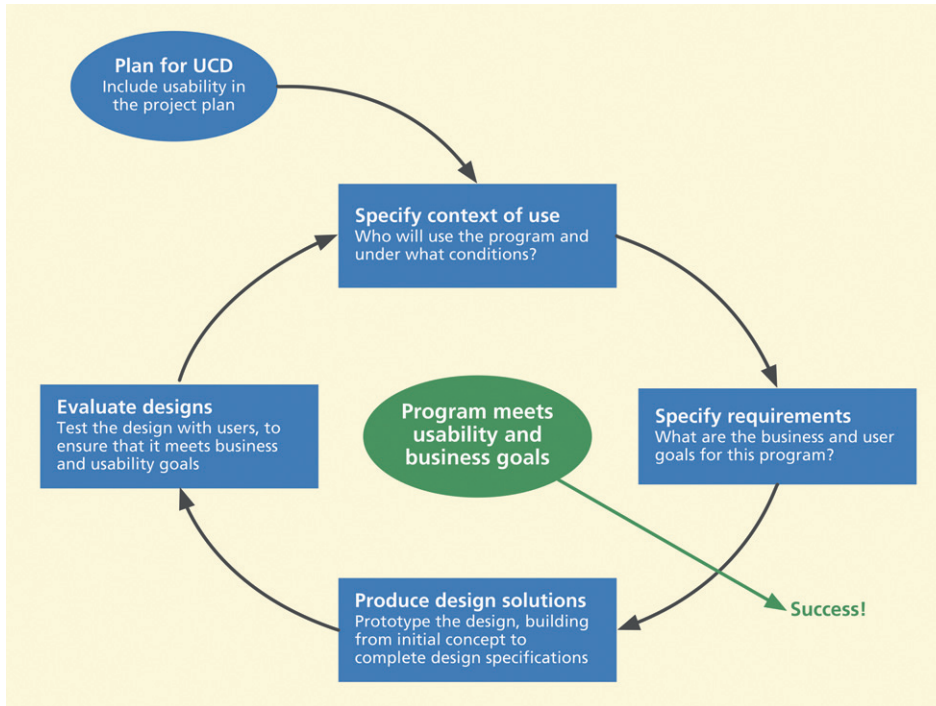 Plan for UCD
Include usability in
the project plan
Specify context of use
Who will use the program and
under what conditions?
Specify requirements
What are the business and user
goals for this program?
Produce design solutions
Prototype the design, building
from initial concept to
complete design specifications
Evaluate designs
Test the design with users, to
ensure that it meets business
and usability goals
Program meets
usability and
business goals
Success!